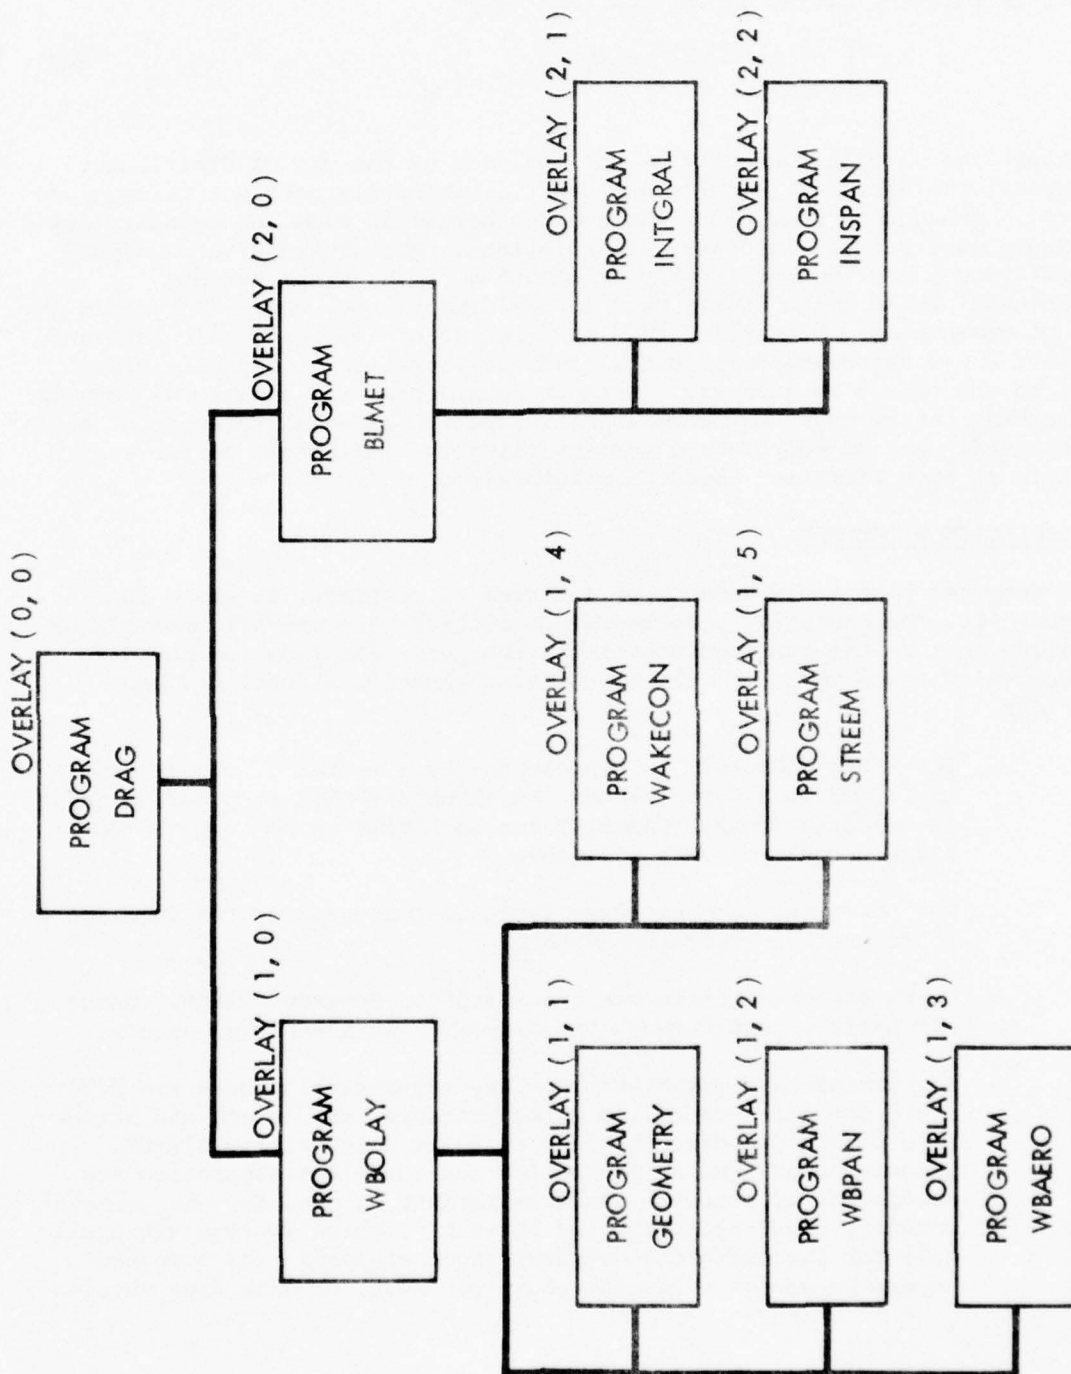 OVERLAY (0, 0)
PROGRAM
DRAG
OVERLAY (1, 0)
PROGRAM
WBOLAY
OVERLAY (2, 0)
PROGRAM
BLMET
OVERLAY (1, 1)
PROGRAM
GEOMETRY
OVERLAY (1, 2)
PROGRAM
WBPAN
OVERLAY (1, 3)
PROGRAM
WBAERO
OVERLAY (1, 4)
PROGRAM
WAKECON
OVERLAY (1, 5)
PROGRAM
STREEM
OVERLAY (2, 1)
PROGRAM
INTGRAL
OVERLAY (2, 2)
PROGRAM
INSPAN